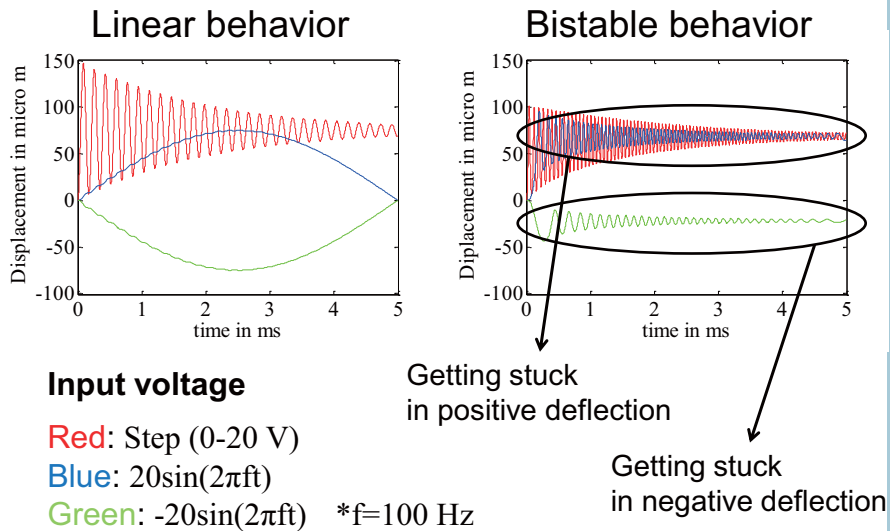 Linear behavior
Displacement in micro m
150
100
50
0
-50
-100
0 1 2 3 4 5
time in ms
Bistable behavior
Diplacement in micro m
150
100
50
0
-50
-100
0 1 2 3 4 5
time in ms
Getting stuck
in positive deflection
Getting stuck
in negative deflection
Input voltage
Red: Step (0-20 V)
Blue: 20sin(2πft)
Green: -20sin(2πft) *f=100 Hz